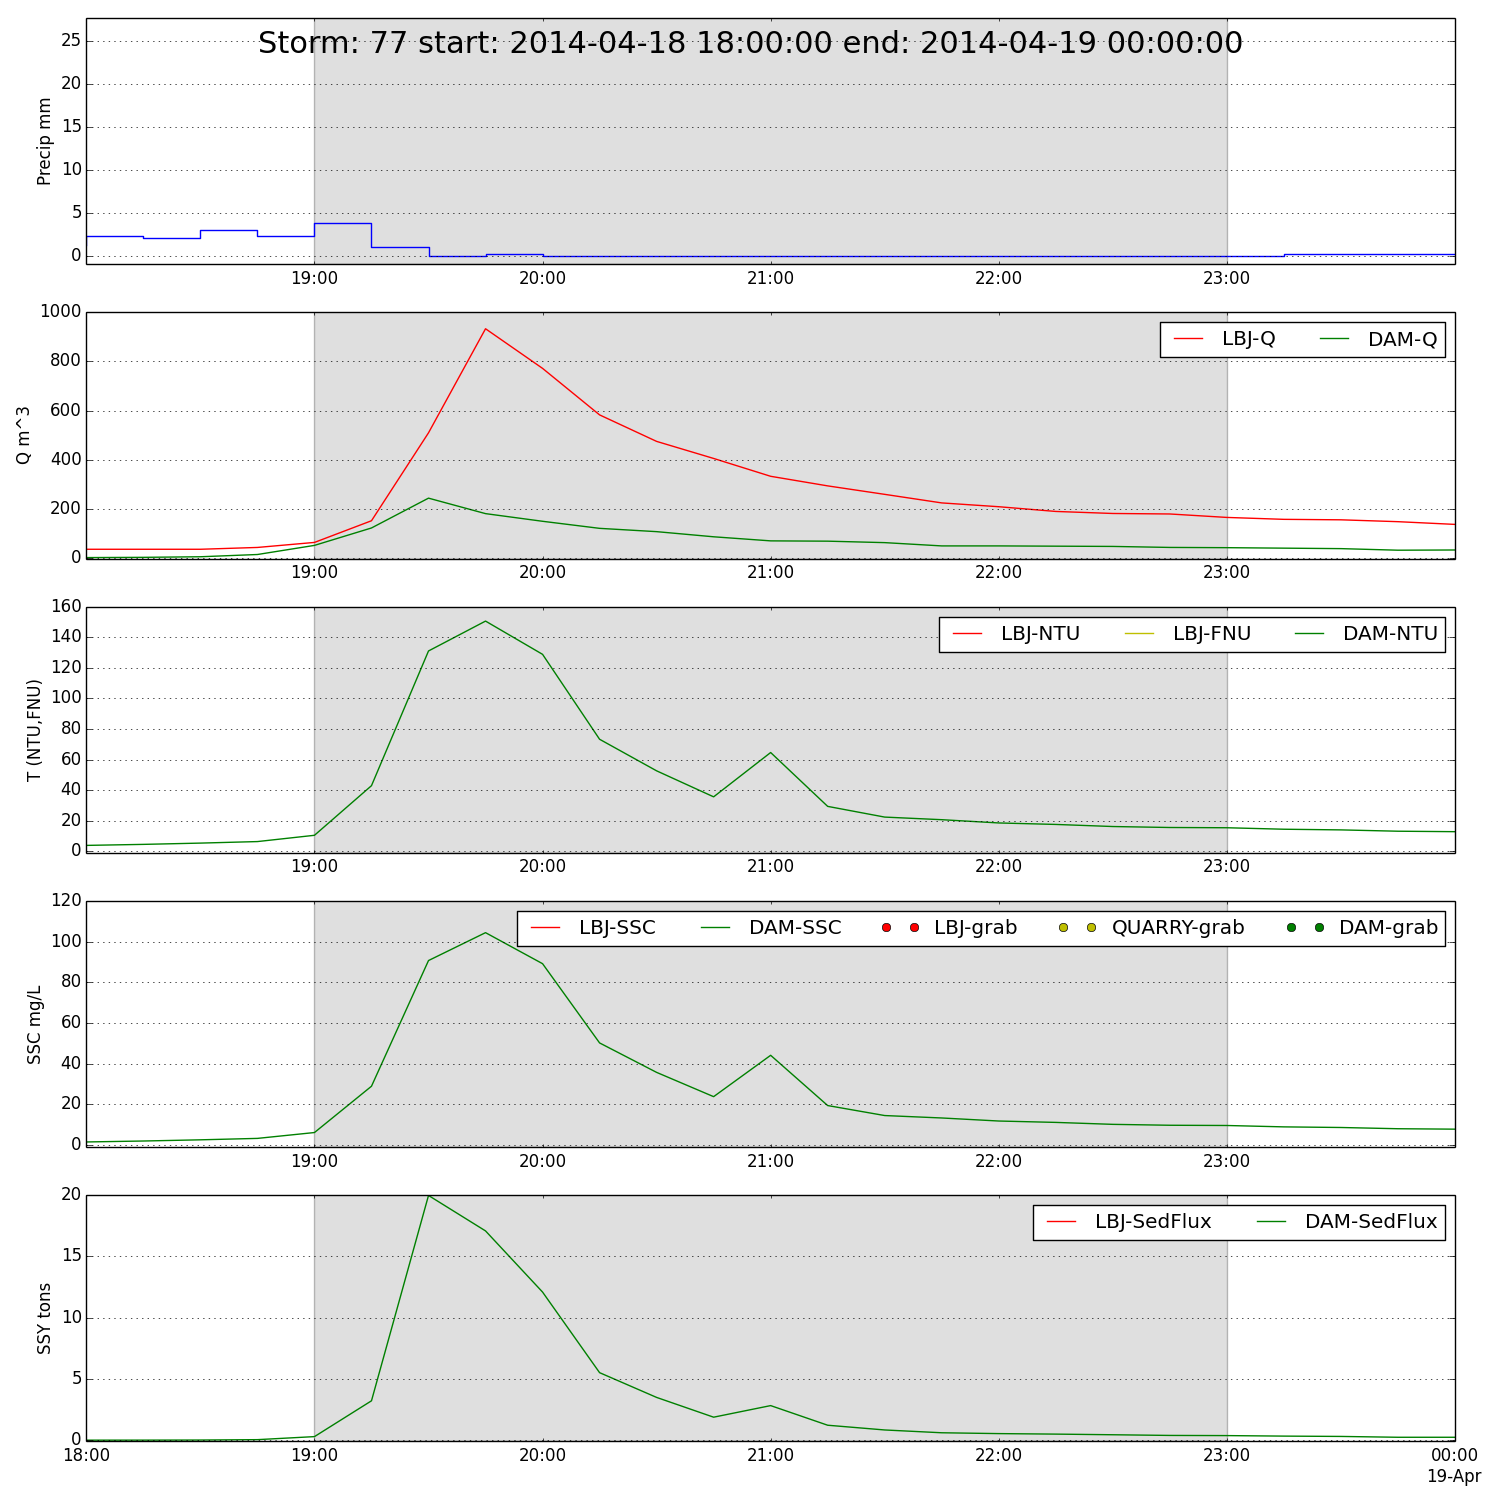 Storm: 77 start: 2014-04-18 18:00:00 end: 2014-04-19 00:00:00
Precip mm
25
20
15
10
5
0
19:00 20:00 21:00 22:00 23:00
Q m^3
1000
800
600
400
200
0
LBJ-Q DAM-Q
19:00 20:00 21:00 22:00 23:00
T (NTU,FNU)
160
140
120
100
80
60
40
20
0
LBJ-NTU LBJ-FNU DAM-NTU
19:00 20:00 21:00 22:00 23:00
SSC mg/L
120
100
80
60
40
20
0
LBJ-SSC DAM-SSC LBJ-grab QUARRY-grab DAM-grab
19:00 20:00 21:00 22:00 23:00
SSY tons
20
15
10
5
0
LBJ-SedFlux DAM-SedFlux
18:00 19:00 20:00 21:00 22:00 23:00 00:00
19-Apr